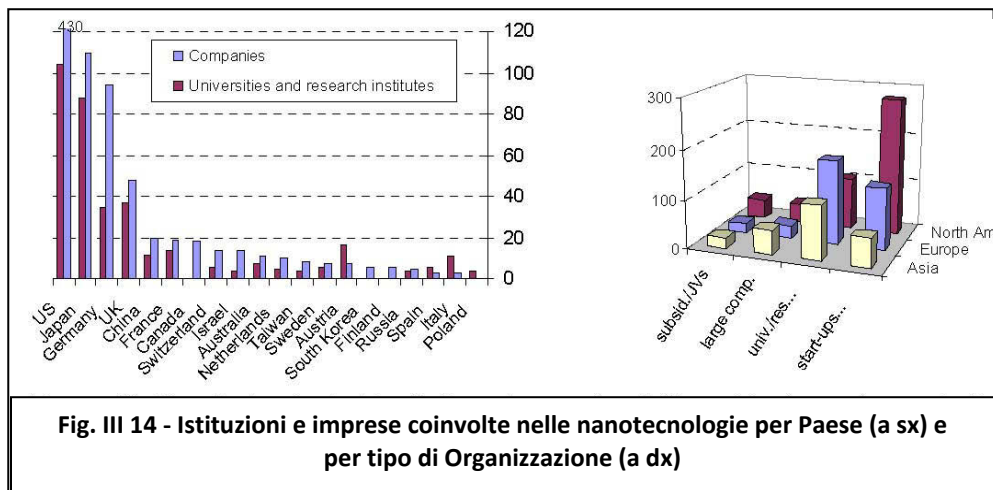 430
Companies
Universities and research institutes
120
100
80
60
40
20
0
US
Japan
Germany
UK
China
France
Canada
Switzerland
Israel
Australia
Netherlands
Taiwan
Sweden
Austria
South Korea
Finland
Russia
Spain
Italy
Poland
300
200
100
0
North Am
Europe
Asia
subsid./JVs
large comp.
univ./res...
start-ups...
Fig. III 14 - Istituzioni e imprese coinvolte nelle nanotecnologie per Paese (a sx) e
per tipo di Organizzazione (a dx)